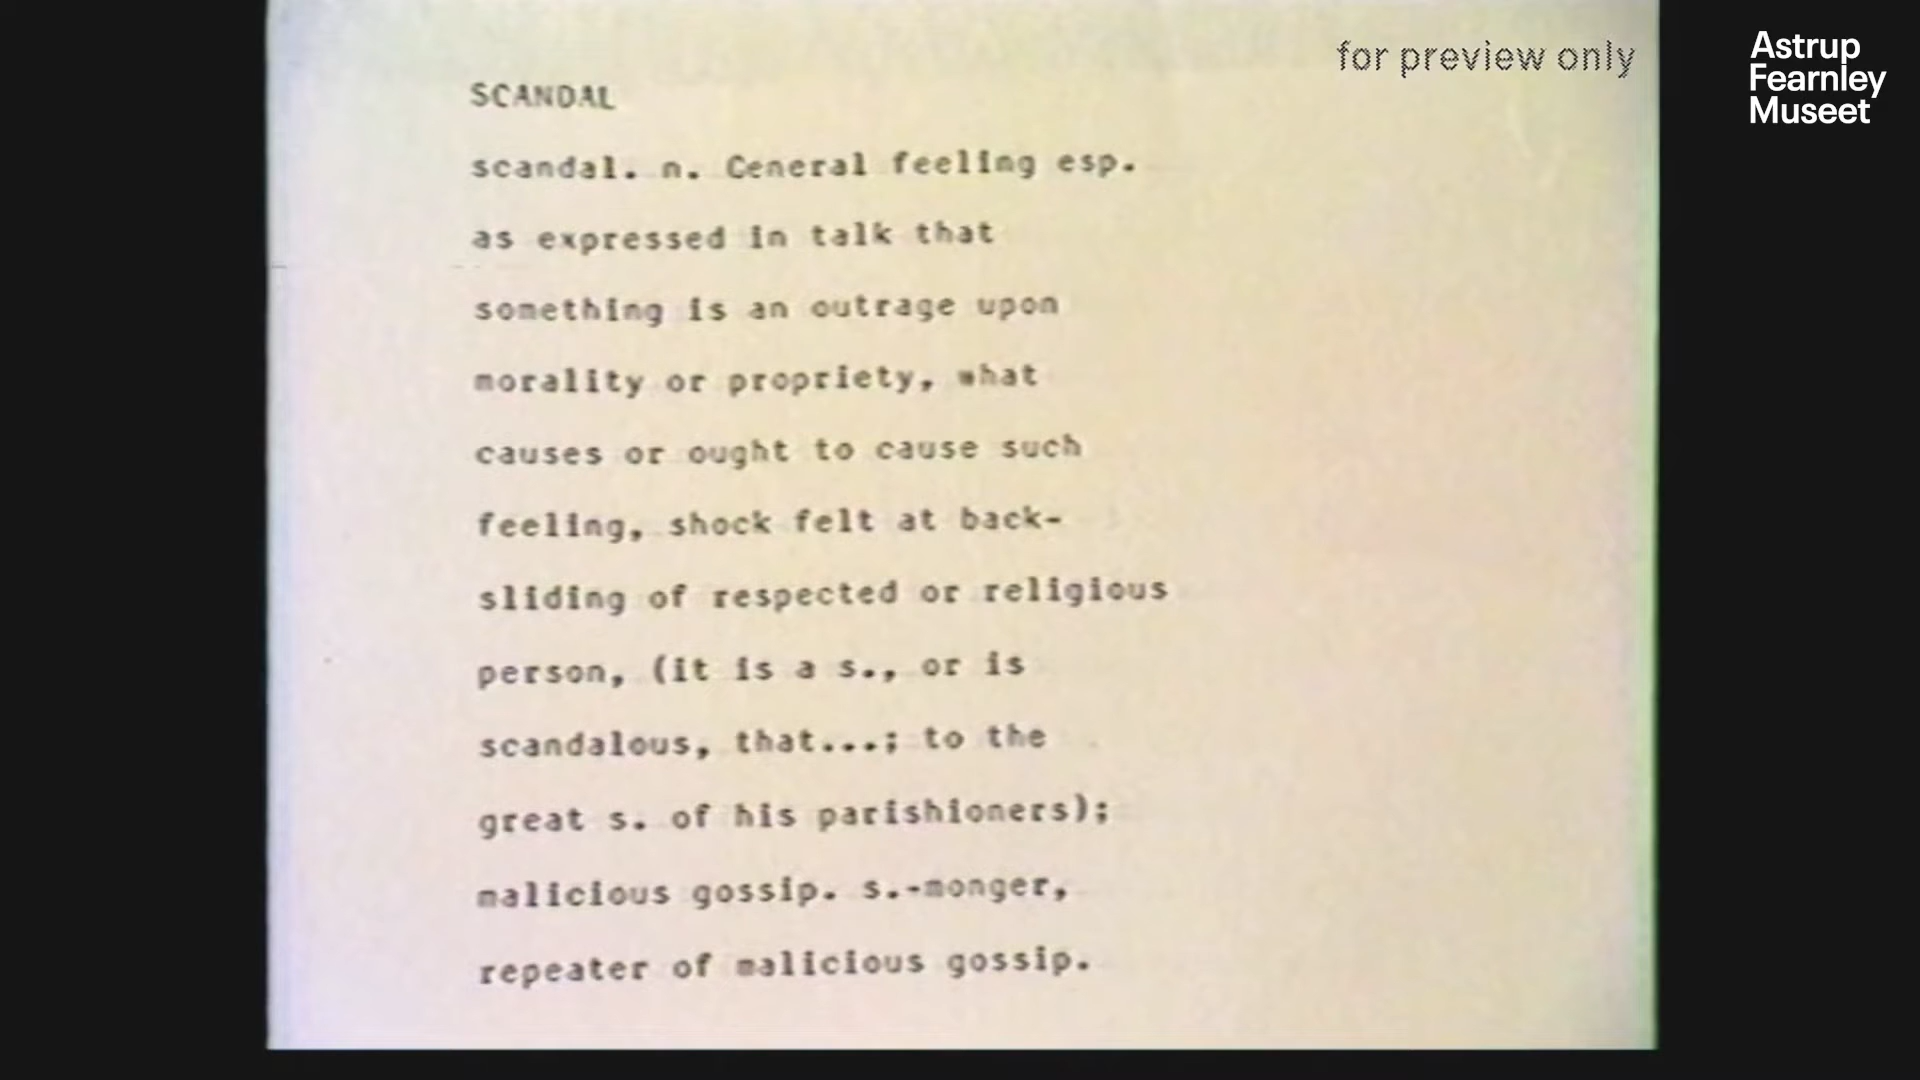 for preview only
Astrup
Fearnley
Museet
SCANDAL
scandal. n. General feeling esp.
as expressed in talk that
something is an outrage upon
morality or propriety, what
causes or ought to cause such
feeling, shock felt at back-
sliding of respected or religious
person, (it is a s., or is
scandalous, that...; to the
great s. of his parishioners);
malicious gossip. s.-monger,
repeater of malicious gossip.